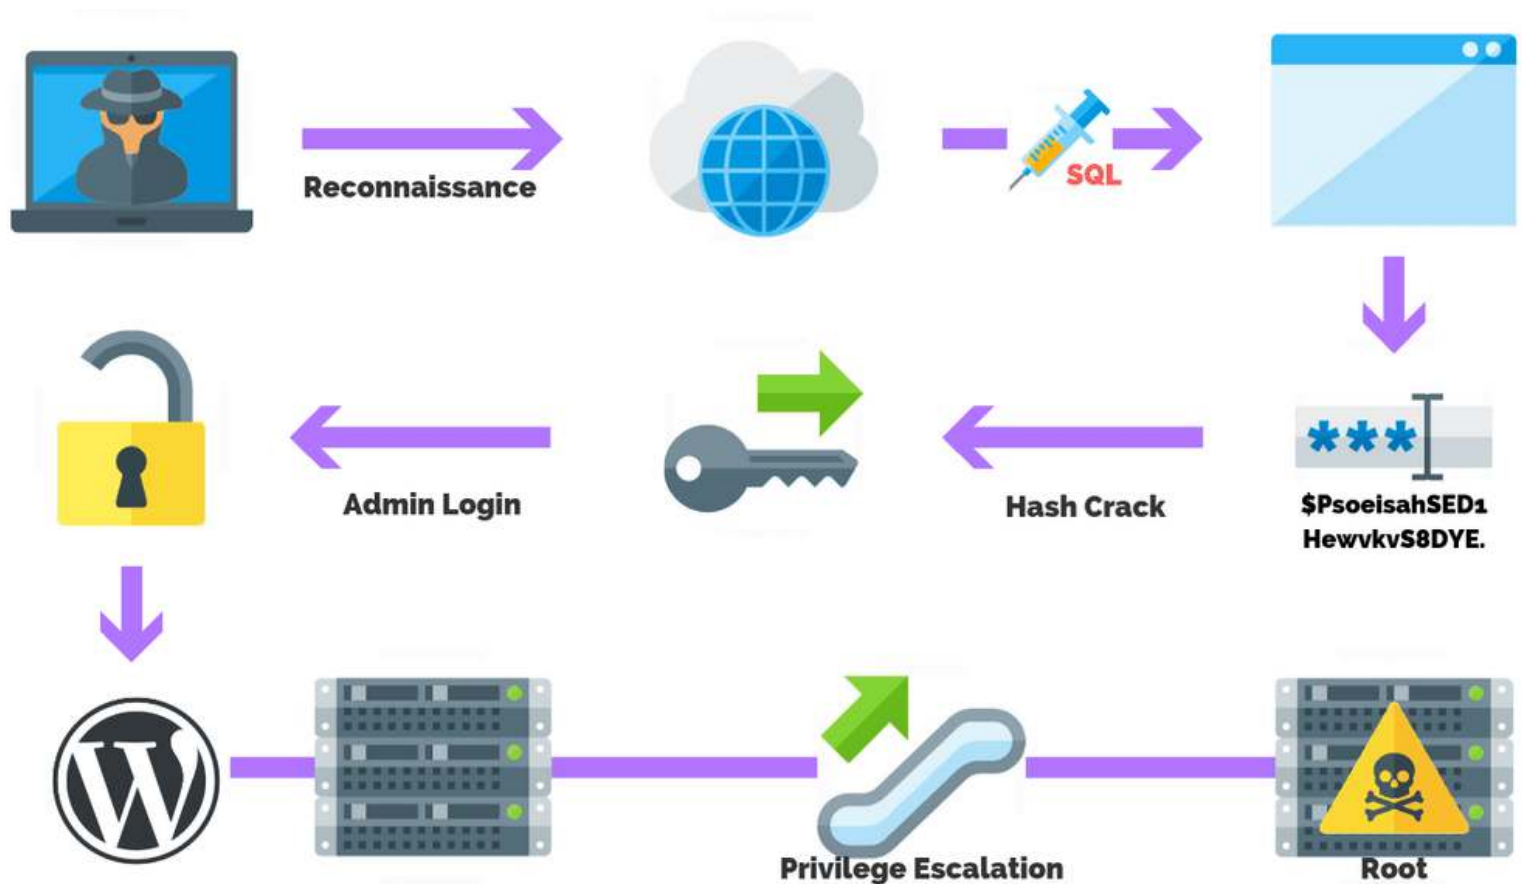 Reconnaissance
SQL
Admin Login
Hash Crack
$PsoeisahSED1
HewvkvS8DYE.
Privilege Escalation
Root